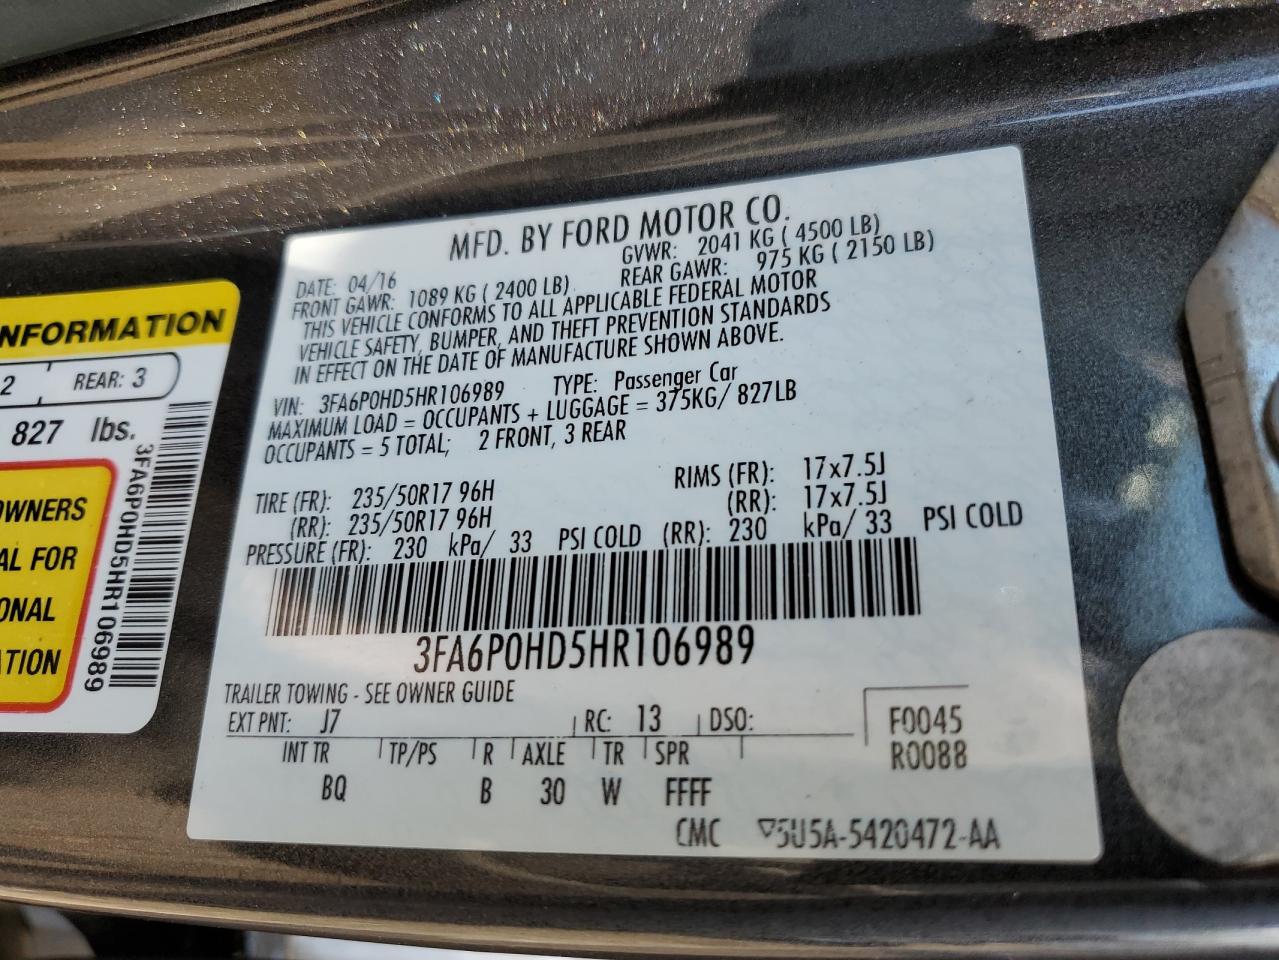 NFORMATION
2 REAR: 3
827 lbs.
OWNERS
AL FOR
ONAL
ATION
3FA6P0HD5HR106989
MFD. BY FORD MOTOR CO.
DATE: 04/16 GVWR: 2041 KG ( 4500 LB)
FRONT GAWR: 1089 KG ( 2400 LB) REAR GAWR: 975 KG ( 2150 LB)
THIS VEHICLE CONFORMS TO ALL APPLICABLE FEDERAL MOTOR
VEHICLE SAFETY, BUMPER, AND THEFT PREVENTION STANDARDS
IN EFFECT ON THE DATE OF MANUFACTURE SHOWN ABOVE.
VIN: 3FA6P0HD5HR106989 TYPE: Passenger Car
MAXIMUM LOAD = OCCUPANTS + LUGGAGE = 375KG/ 827LB
OCCUPANTS = 5 TOTAL; 2 FRONT, 3 REAR
TIRE (FR): 235/50R17 96H RIMS (FR): 17x7.5J
(RR): 235/50R17 96H (RR): 17x7.5J
PRESSURE (FR): 230 kPa/ 33 PSI COLD (RR): 230 kPa/ 33 PSI COLD
3FA6P0HD5HR106989
TRAILER TOWING - SEE OWNER GUIDE
EXT PNT: J7 RC: 13 DSO: F0045
INT TR TP/PS R AXLE TR SPR R0088
BQ B 30 W FFFF
CMC ▽5U5A-5420472-AA